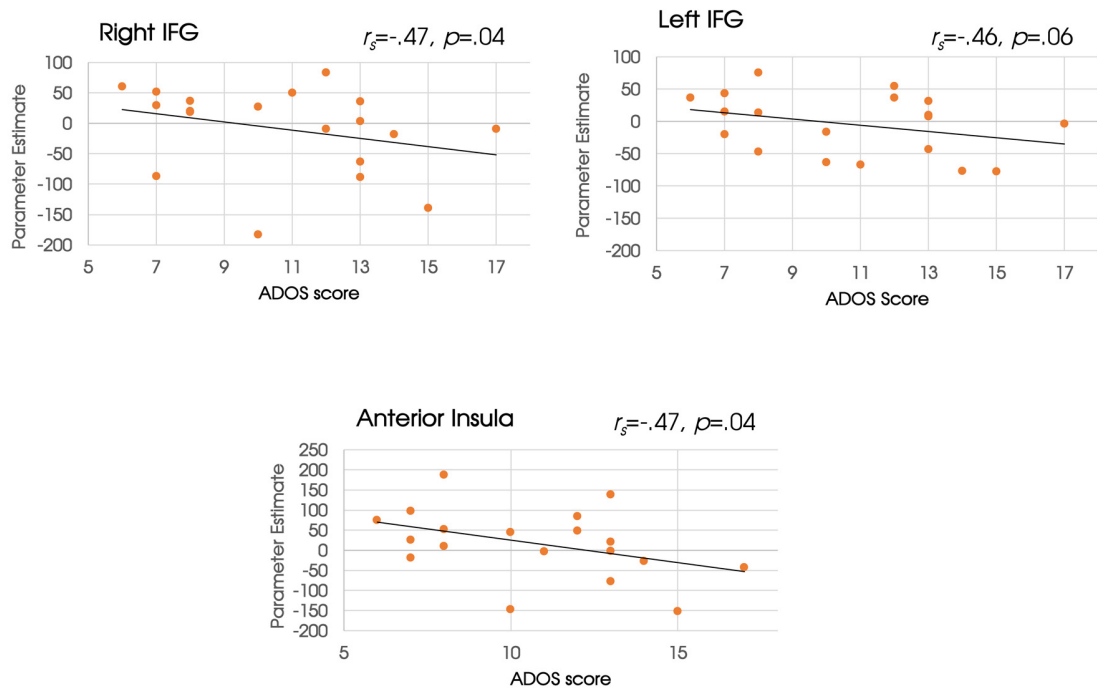 Right IFG
r_s=-.47, p=.04
100
50
0
-50
-100
-150
-200
Parameter Estimate
5 7 9 11 13 15 17
ADOS score
Left IFG
r_s=-.46, p=.06
100
50
0
-50
-100
-150
-200
Parameter Estimate
5 7 9 11 13 15 17
ADOS Score
Anterior Insula
r_s=-.47, p=.04
250
200
150
100
50
0
-50
-100
-150
-200
Parameter Estimate
5 10 15
ADOS score